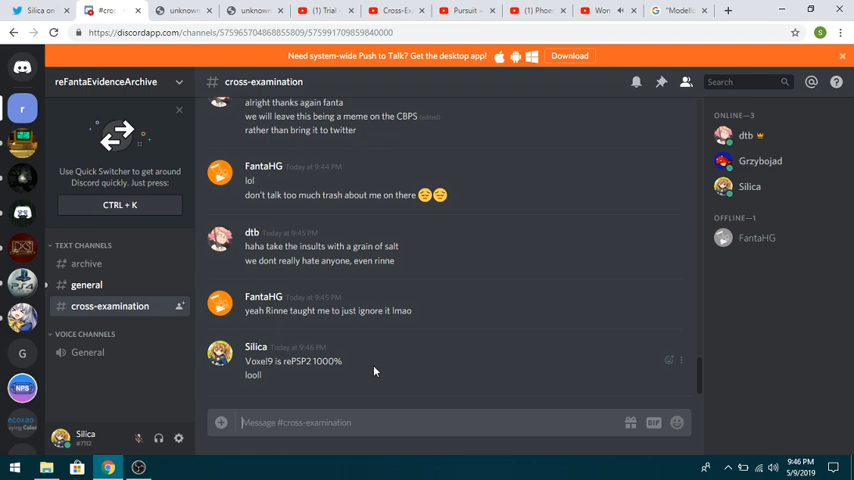 Silica on
#cros
unknown
unknown
(1) Trial
Cross-Ex
Pursuit –
(1) Phoe
Won
"Modello
https://discordapp.com/channels/575965704868855809/575991709859840000
S
Need system-wide Push to Talk? Get the desktop app!
Download
reFantaEvidenceArchive
# cross-examination
Search
Use Quick Switcher to get around
Discord quickly. Just press:
CTRL + K
TEXT CHANNELS
# archive
# general
# cross-examination
VOICE CHANNELS
General
r
PS4
G
NPS
Silica
#7112
alright thanks again fanta
we will leave this being a meme on the CBPS (edited)
rather than bring it to twitter
FantaHG Today at 9:44 PM
lol
don't talk too much trash about me on there 😔😔
dtb Today at 9:45 PM
haha take the insults with a grain of salt
we dont really hate anyone, even rinne
FantaHG Today at 9:45 PM
yeah Rinne taught me to just ignore it lmao
Silica Today at 9:46 PM
Voxel9 is rePSP2 1000%
looll
Message #cross-examination
GIF
ONLINE—3
dtb
Grzybojad
Silica
OFFLINE—1
FantaHG
9:46 PM
5/9/2019